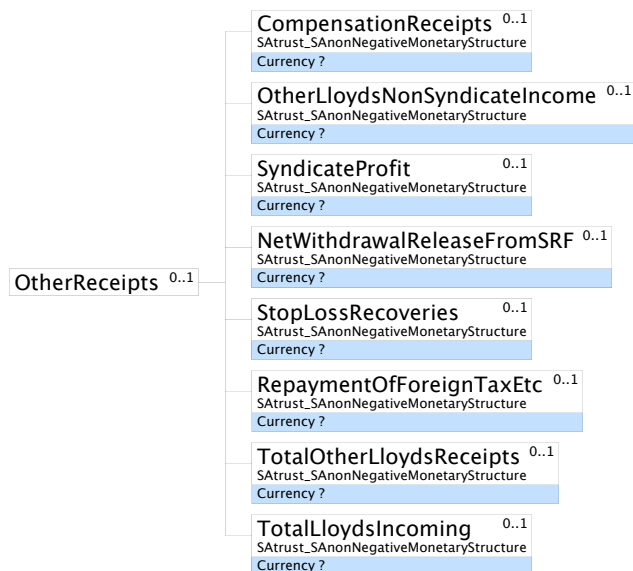 CompensationReceipts 0..1
SAtrust_SAnonNegativeMonetaryStructure
Currency ?
OtherLloydsNonSyndicateIncome 0..1
SAtrust_SAnonNegativeMonetaryStructure
Currency ?
SyndicateProfit 0..1
SAtrust_SAnonNegativeMonetaryStructure
Currency ?
NetWithdrawalReleaseFromSRF 0..1
SAtrust_SAnonNegativeMonetaryStructure
Currency ?
OtherReceipts 0..1
StopLossRecoveries 0..1
SAtrust_SAnonNegativeMonetaryStructure
Currency ?
RepaymentOfForeignTaxEtc 0..1
SAtrust_SAnonNegativeMonetaryStructure
Currency ?
TotalOtherLloydsReceipts 0..1
SAtrust_SAnonNegativeMonetaryStructure
Currency ?
TotalLloydsIncoming 0..1
SAtrust_SAnonNegativeMonetaryStructure
Currency ?